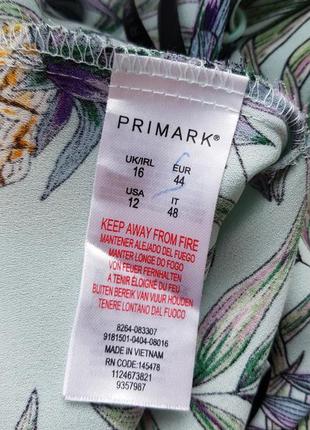 PRIMARK®
UK/IRL EUR
16 44
USA IT
12 48
KEEP AWAY FROM FIRE
MANTENER ALEJADO DEL FUEGO
MANTER LONGE DO FOGO
VON FEUER FERNHALTEN
A TENIR ÉLOIGNÉ DU FEU
BUITEN BEREIK VAN VUUR HOUDEN
TENERE LONTANO DAL FUOCO
8264-083307
9181501-0404-08016
MADE IN VIETNAM
RN CODE:145478
1124673821
9357987